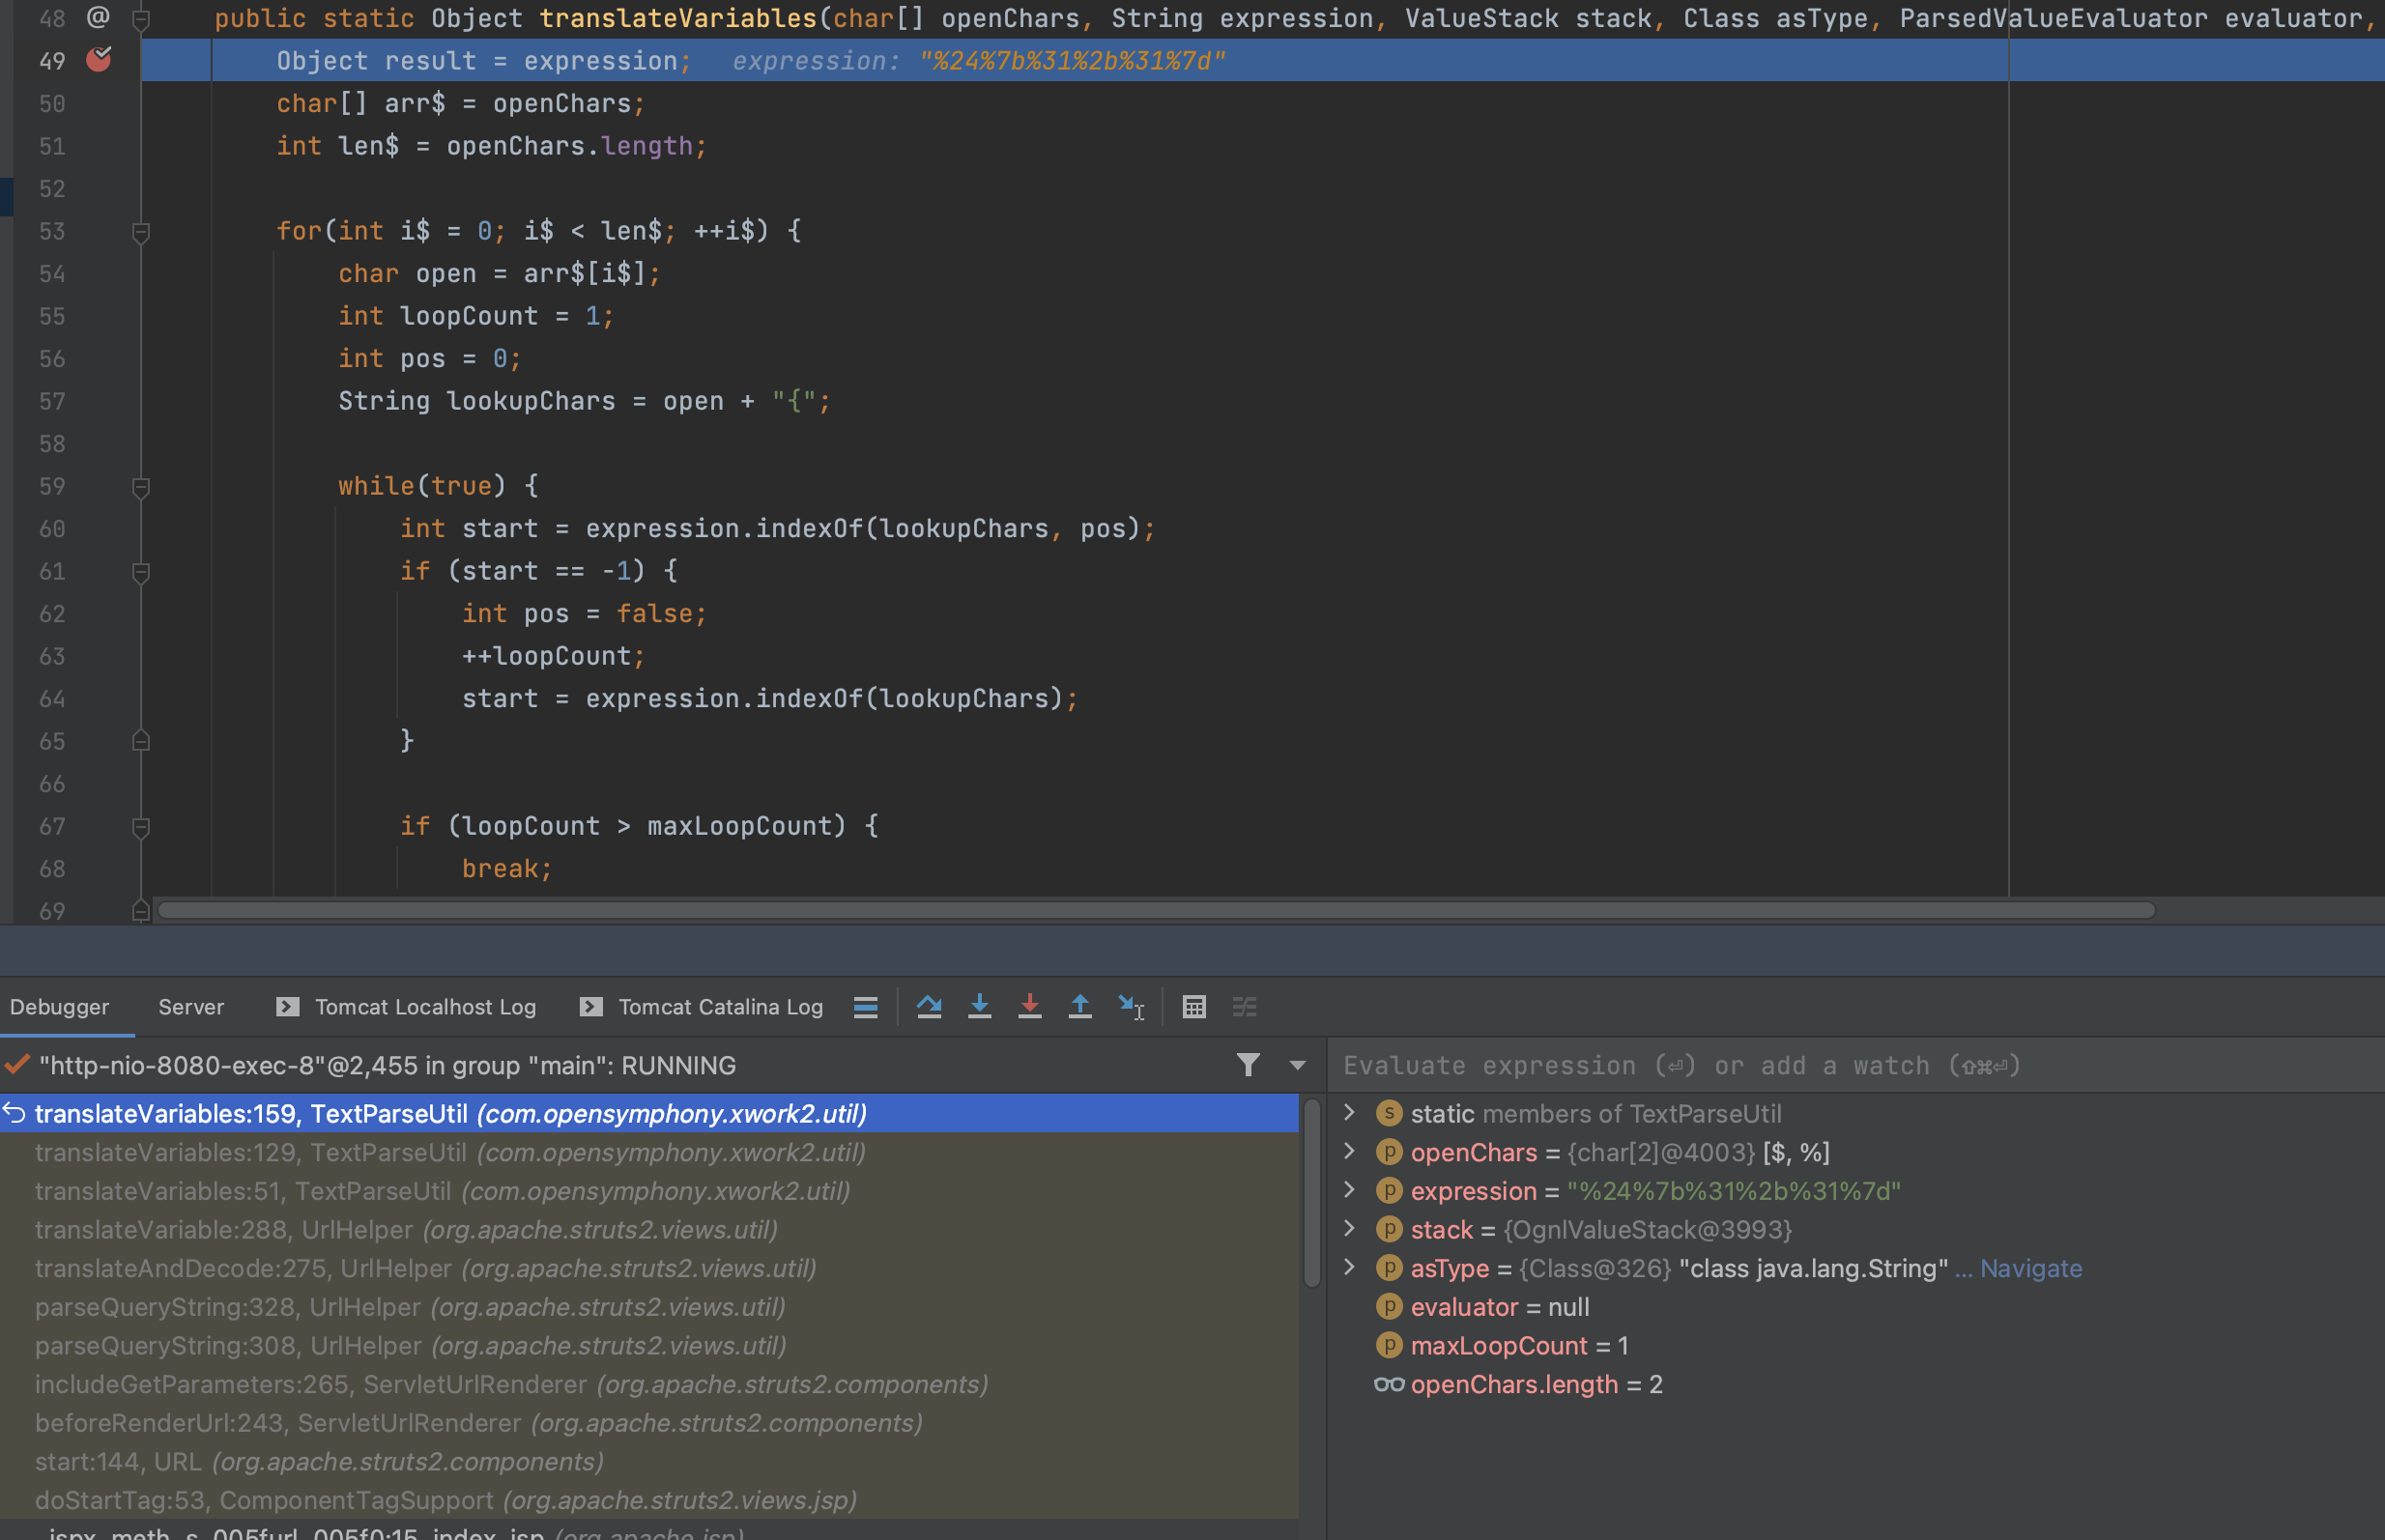 48 @ public static Object translateVariables(char[] openChars, String expression, ValueStack stack, Class asType, ParsedValueEvaluator evaluator,
49 Object result = expression; expression: "%24%7b%31%2b%31%7d"
50 char[] arr$ = openChars;
51 int len$ = openChars.length;
52
53 for(int i$ = 0; i$ < len$; ++i$) {
54 char open = arr$[i$];
55 int loopCount = 1;
56 int pos = 0;
57 String lookupChars = open + "{";
58
59 while(true) {
60 int start = expression.indexOf(lookupChars, pos);
61 if (start == -1) {
62 int pos = false;
63 ++loopCount;
64 start = expression.indexOf(lookupChars);
65 }
66
67 if (loopCount > maxLoopCount) {
68 break;
69
Debugger Server Tomcat Localhost Log Tomcat Catalina Log
"http-nio-8080-exec-8"@2,455 in group "main": RUNNING
translateVariables:159, TextParseUtil (com.opensymphony.xwork2.util)
translateVariables:129, TextParseUtil (com.opensymphony.xwork2.util)
translateVariables:51, TextParseUtil (com.opensymphony.xwork2.util)
translateVariable:288, UrlHelper (org.apache.struts2.views.util)
translateAndDecode:275, UrlHelper (org.apache.struts2.views.util)
parseQueryString:328, UrlHelper (org.apache.struts2.views.util)
parseQueryString:308, UrlHelper (org.apache.struts2.views.util)
includeGetParameters:265, ServletUrlRenderer (org.apache.struts2.components)
beforeRenderUrl:243, ServletUrlRenderer (org.apache.struts2.components)
start:144, URL (org.apache.struts2.components)
doStartTag:53, ComponentTagSupport (org.apache.struts2.views.jsp)
_jspx_meth_s_005furl_005f0:15, index_jsp (org.apache.jsp)
Evaluate expression (⏎) or add a watch (⇧⌘⏎)
s static members of TextParseUtil
p openChars = {char[2]@4003} [$, %]
p expression = "%24%7b%31%2b%31%7d"
p stack = {OgnlValueStack@3993}
p asType = {Class@326} "class java.lang.String" ... Navigate
p evaluator = null
p maxLoopCount = 1
openChars.length = 2